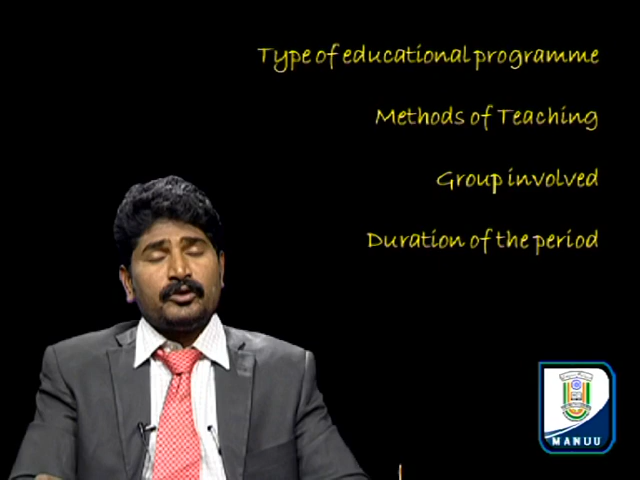 Type of educational programme
Methods of Teaching
Group involved
Duration of the period
MANUU